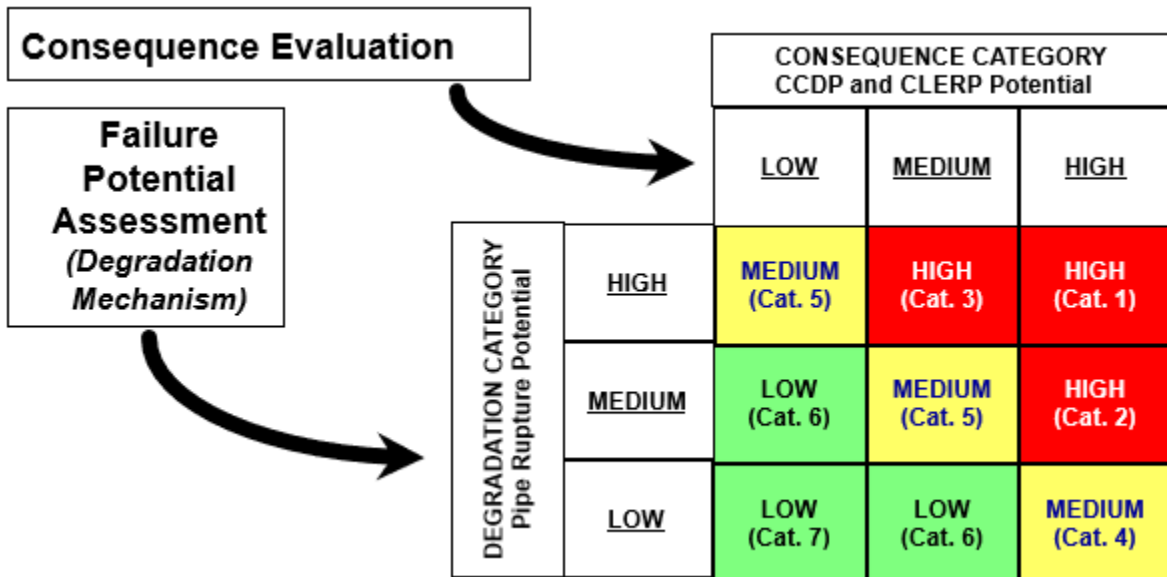 Consequence Evaluation
Failure
Potential
Assessment
(Degradation
Mechanism)
CONSEQUENCE CATEGORY
CCDP and CLERP Potential
LOW
MEDIUM
HIGH
DEGRADATION CATEGORY
Pipe Rupture Potential
HIGH
MEDIUM
(Cat. 5)
HIGH
(Cat. 3)
HIGH
(Cat. 1)
MEDIUM
LOW
(Cat. 6)
MEDIUM
(Cat. 5)
HIGH
(Cat. 2)
LOW
LOW
(Cat. 7)
LOW
(Cat. 6)
MEDIUM
(Cat. 4)